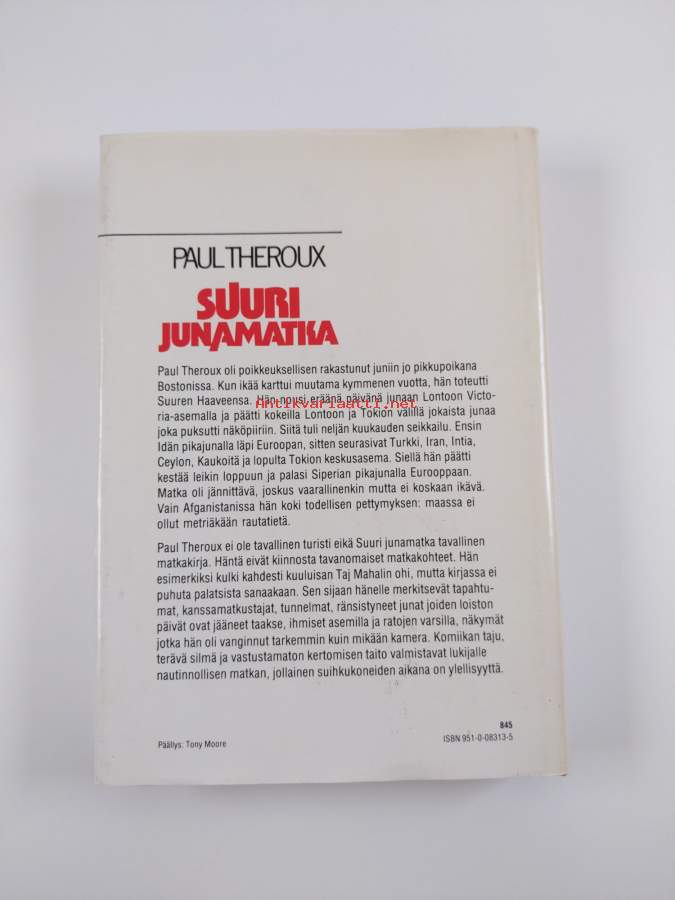 PAUL THEROUX
SUURI
JUNAMATKA
Paul Theroux oli poikkeuksellisen rakastunut juniin jo pikkupoikana
Bostonissa. Kun ikää karttui muutama kymmenen vuotta, hän toteutti
Suuren Haaveensa. Hän nousi eräänä päivänä junaan Lontoon Victo-
Antikvariaatti.net
ria-asemalla ja päätti kokeilla Lontoon ja Tokion välillä jokaista junaa
joka puksutti näköpiiriin. Siitä tuli neljän kuukauden seikkailu. Ensin
Idän pikajunalla läpi Euroopan, sitten seurasivat Turkki, Iran, Intia,
Ceylon, Kaukoitä ja lopulta Tokion keskusasema. Siellä hän päätti
kestää leikin loppuun ja palasi Siperian pikajunalla Eurooppaan.
Matka oli jännittävä, joskus vaarallinenkin mutta ei koskaan ikävä.
Vain Afganistanissa hän koki todellisen pettymyksen: maassa ei
ollut metriäkään rautatietä.
Paul Theroux ei ole tavallinen turisti eikä Suuri junamatka tavallinen
matkakirja. Häntä eivät kiinnosta tavanomaiset matkakohteet. Hän
esimerkiksi kulki kahdesti kuuluisan Taj Mahalin ohi, mutta kirjassa ei
puhuta palatsista sanaakaan. Sen sijaan hänelle merkitsevät tapahtu-
mat, kanssamatkustajat, tunnelmat, ränsistyneet junat joiden loiston
päivät ovat jääneet taakse, ihmiset asemilla ja ratojen varsilla, näkymät
jotka hän oli vanginnut tarkemmin kuin mikään kamera. Komiikan taju,
terävä silmä ja vastustamaton kertomisen taito valmistavat lukijalle
nautinnollisen matkan, jollainen suihkukoneiden aikana on ylellisyyttä.
845
Päällys: Tony Moore
ISBN 951-0-08313-5